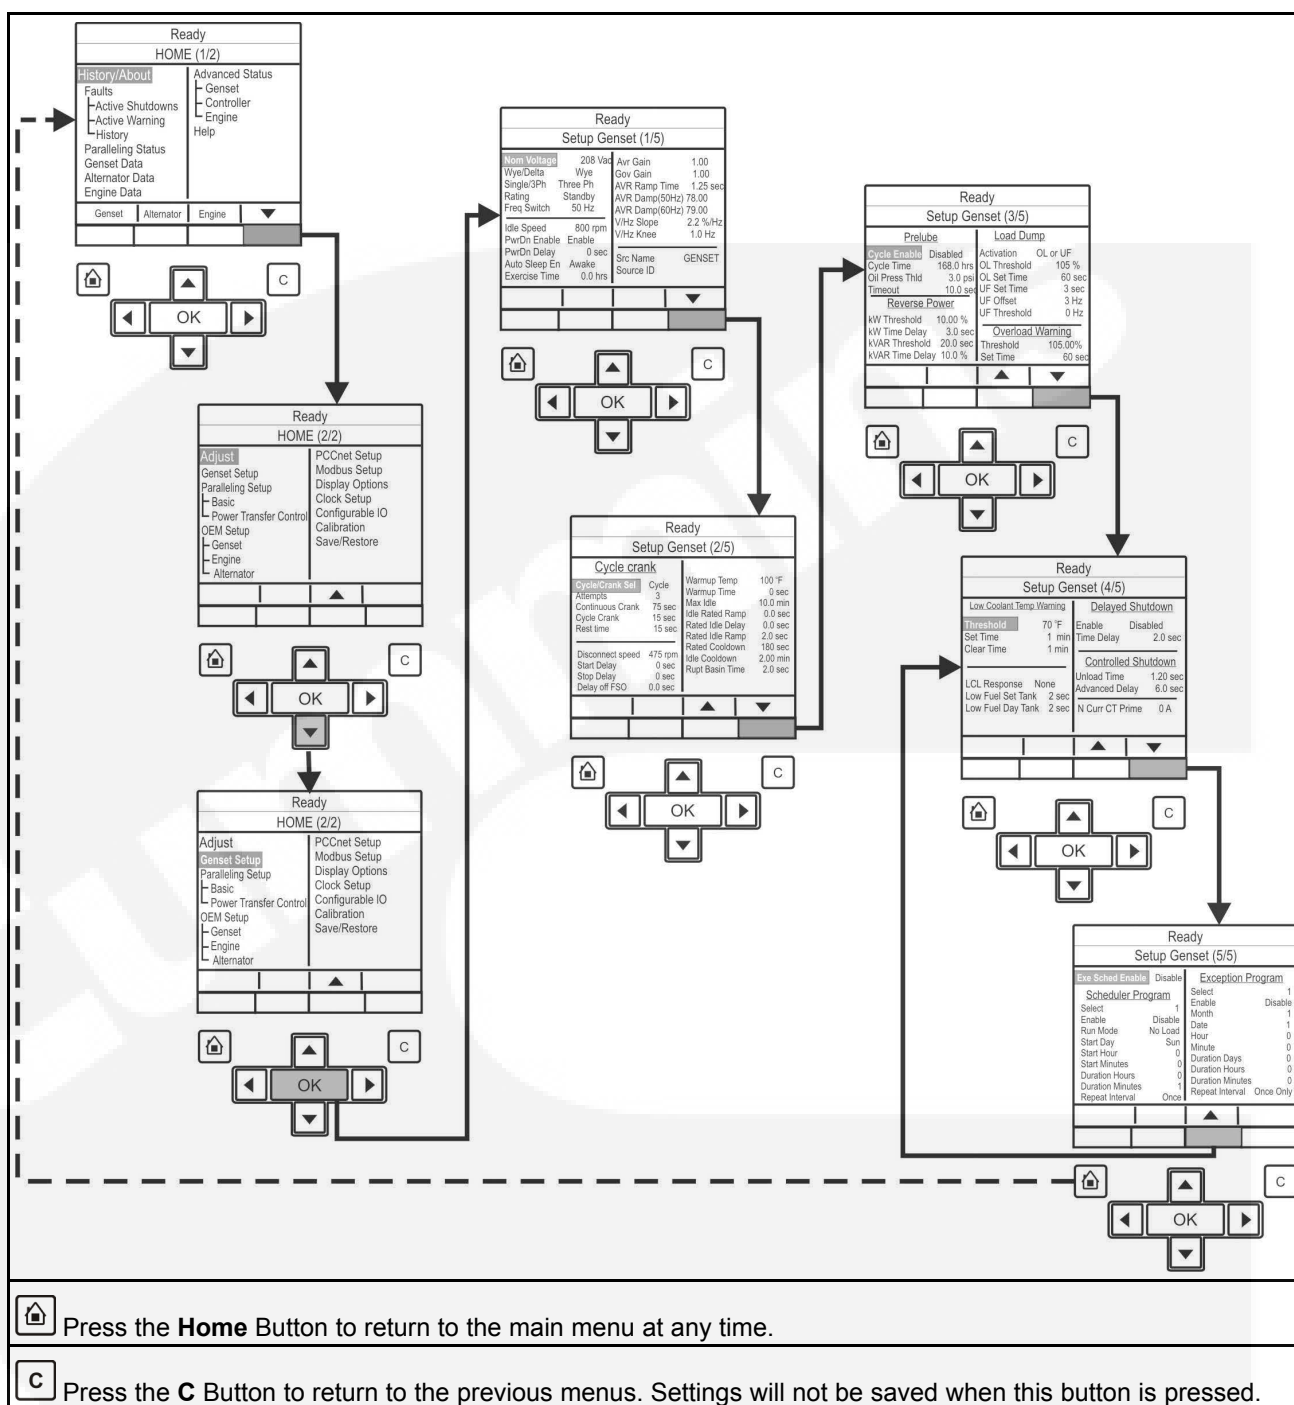 Ready
HOME (1/2)
History/About
Faults
Active Shutdowns
Active Warning
History
Paralleling Status
Genset Data
Alternator Data
Engine Data
Advanced Status
Genset
Controller
Engine
Help
Genset Alternator Engine
C
OK
Ready
HOME (2/2)
Adjust
Genset Setup
Paralleling Setup
Basic
Power Transfer Control
OEM Setup
Genset
Engine
Alternator
PCCnet Setup
Modbus Setup
Display Options
Clock Setup
Configurable IO
Calibration
Save/Restore
C
OK
Ready
HOME (2/2)
Adjust
Genset Setup
Paralleling Setup
Basic
Power Transfer Control
OEM Setup
Genset
Engine
Alternator
PCCnet Setup
Modbus Setup
Display Options
Clock Setup
Configurable IO
Calibration
Save/Restore
C
OK
Ready
Setup Genset (1/5)
Nom Voltage 208 Vac
Wye/Delta Wye
Single/3Ph Three Ph
Rating Standby
Freq Switch 50 Hz
Idle Speed 800 rpm
PwrDn Enable Enable
PwrDn Delay 0 sec
Auto Sleep En Awake
Exercise Time 0.0 hrs
Avr Gain 1.00
Gov Gain 1.00
AVR Ramp Time 1.25 sec
AVR Damp(50Hz) 78.00
AVR Damp(60Hz) 79.00
V/Hz Slope 2.2 %/Hz
V/Hz Knee 1.0 Hz
Src Name GENSET
Source ID
C
OK
Ready
Setup Genset (2/5)
Cycle crank
Cycle/Crank Sel Cycle
Attempts 3
Continuous Crank 75 sec
Cycle Crank 15 sec
Rest time 15 sec
Disconnect speed 475 rpm
Start Delay 0 sec
Stop Delay 0 sec
Delay off FSO 0.0 sec
Warmup Temp 100 °F
Warmup Time 0 sec
Max Idle 10.0 min
Idle Rated Ramp 0.0 sec
Rated Idle Delay 0.0 sec
Rated Idle Ramp 2.0 sec
Rated Cooldown 180 sec
Idle Cooldown 2.00 min
Rupt Basin Time 2.0 sec
C
OK
Ready
Setup Genset (3/5)
Prelube
Cycle Enable Disabled
Cycle Time 168.0 hrs
Oil Press Thld 3.0 psi
Timeout 10.0 sec
Reverse Power
kW Threshold 10.00 %
kW Time Delay 3.0 sec
kVAR Threshold 20.0 sec
kVAR Time Delay 10.0 %
Load Dump
Activation OL or UF
OL Threshold 105 %
OL Set Time 60 sec
UF Set Time 3 sec
UF Offset 3 Hz
UF Threshold 0 Hz
Overload Warning
Threshold 105.00%
Set Time 60 sec
C
OK
Ready
Setup Genset (4/5)
Low Coolant Temp Warning
Threshold 70 °F
Set Time 1 min
Clear Time 1 min
LCL Response None
Low Fuel Set Tank 2 sec
Low Fuel Day Tank 2 sec
Delayed Shutdown
Enable Disabled
Time Delay 2.0 sec
Controlled Shutdown
Unload Time 1.20 sec
Advanced Delay 6.0 sec
N Curr CT Prime 0 A
C
OK
Ready
Setup Genset (5/5)
Exe Sched Enable Disable
Scheduler Program
Select 1
Enable Disable
Run Mode No Load
Start Day Sun
Start Hour 0
Start Minutes 0
Duration Hours 0
Duration Minutes 1
Repeat Interval Once
Exception Program
Select 1
Enable Disable
Month 1
Date 1
Hour 0
Minute 0
Duration Days 0
Duration Hours 0
Duration Minutes 0
Repeat Interval Once Only
C
OK
Press the Home Button to return to the main menu at any time.
C Press the C Button to return to the previous menus. Settings will not be saved when this button is pressed.